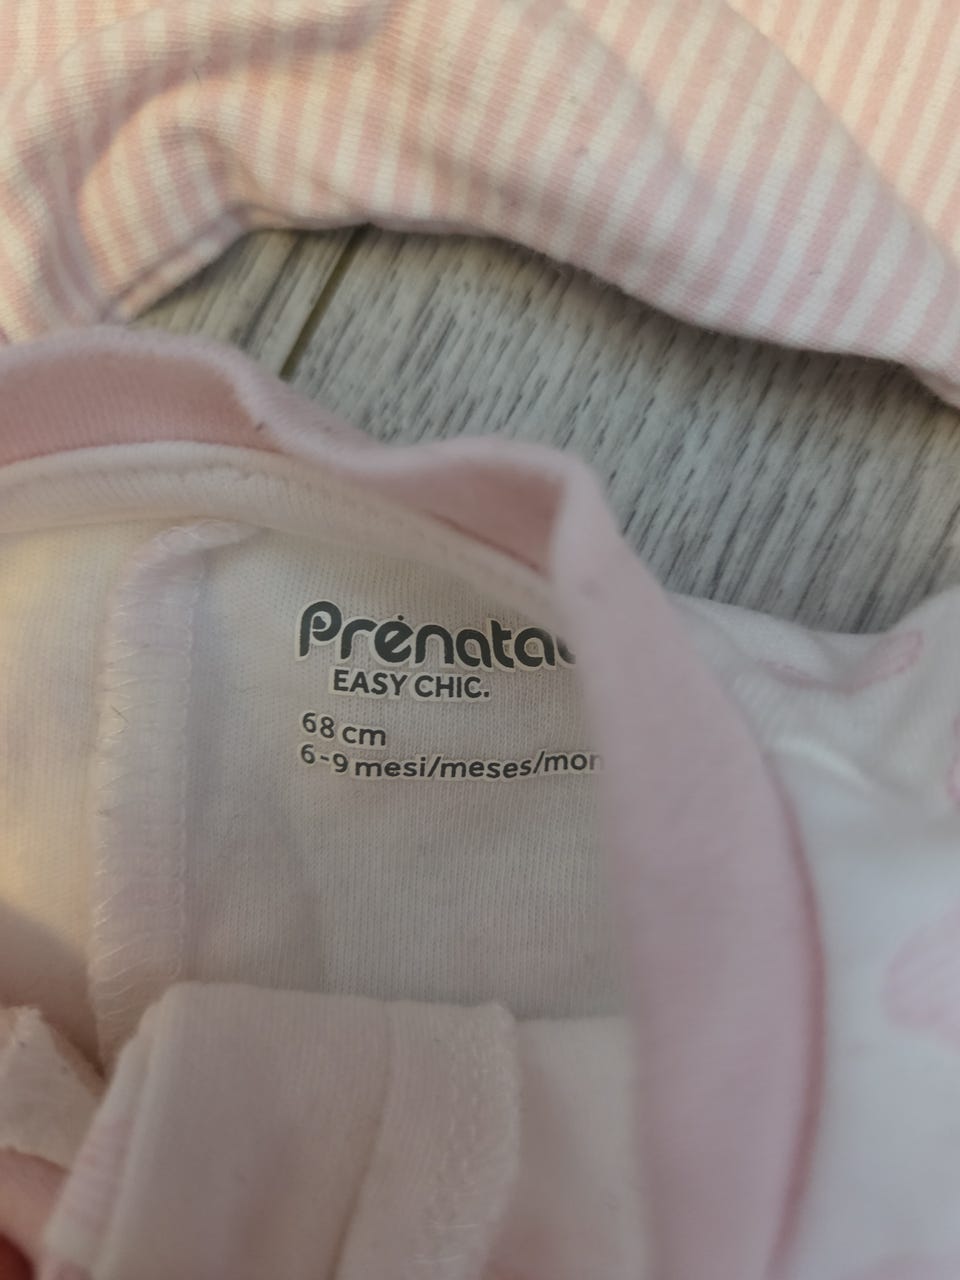 Prénata
EASY CHIC.
68 cm
6-9 mesi/meses/mon